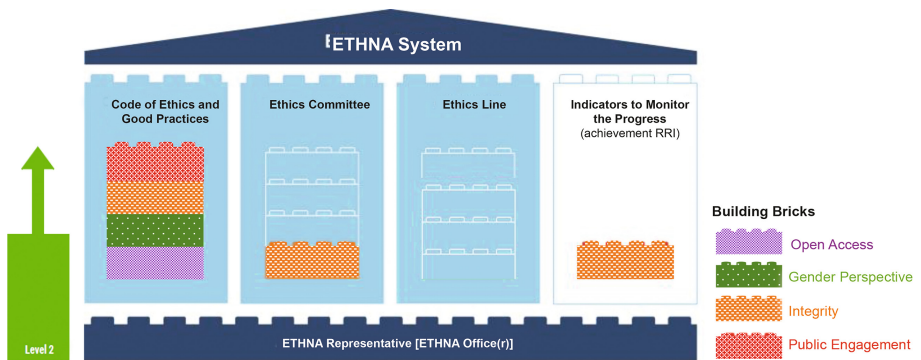 ETHNA System
Code of Ethics and
Good Practices
Ethics Committee
Ethics Line
Indicators to Monitor
the Progress
(achievement RRI)
Building Bricks
Open Access
Gender Perspective
Integrity
Public Engagement
Level 2
ETHNA Representative [ETHNA Office(r)]